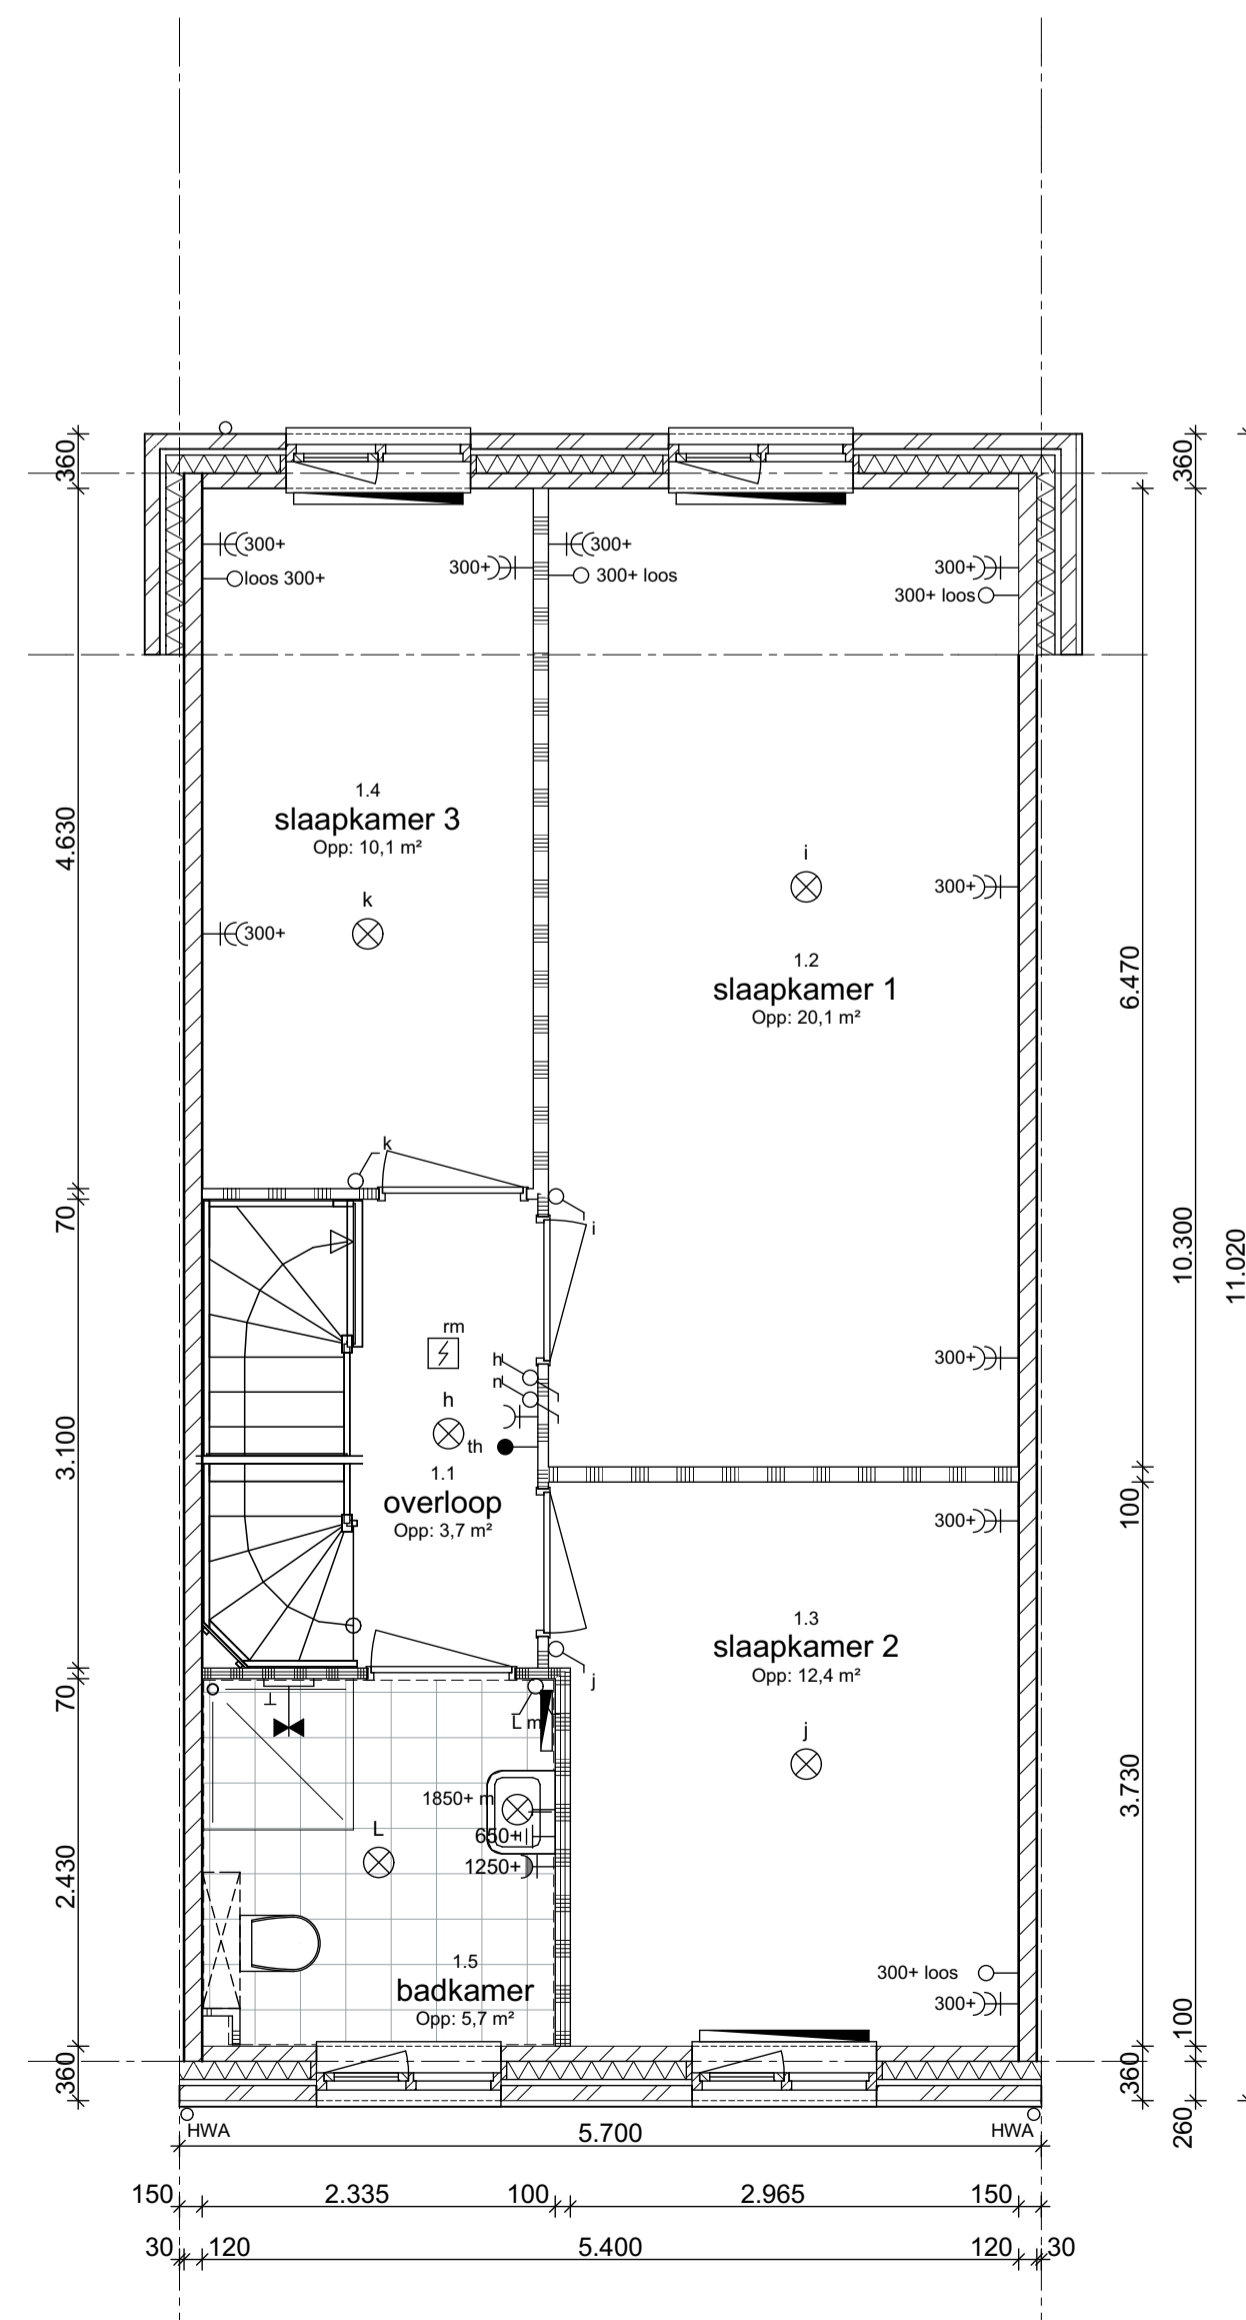 360
360
300+
loos 300+
300+
300+
300+ loos
300+
300+ loos
4.630
1.4
slaapkamer 3
Opp: 10,1 m²
k
300+
i
300+
1.2
slaapkamer 1
Opp: 20,1 m²
6.470
k
70
i
10.300
11.020
rm
h
n
h
th
300+
3.100
1.1
overloop
Opp: 3,7 m²
100
300+
1.3
slaapkamer 2
Opp: 12,4 m²
70
j
L m
j
3.730
1850+ m
650+
L
1250+
2.430
1.5
badkamer
Opp: 5,7 m²
300+ loos
300+
100
360
360
260
HWA
HWA
5.700
150
2.335
100
2.965
150
30
120
5.400
120
30